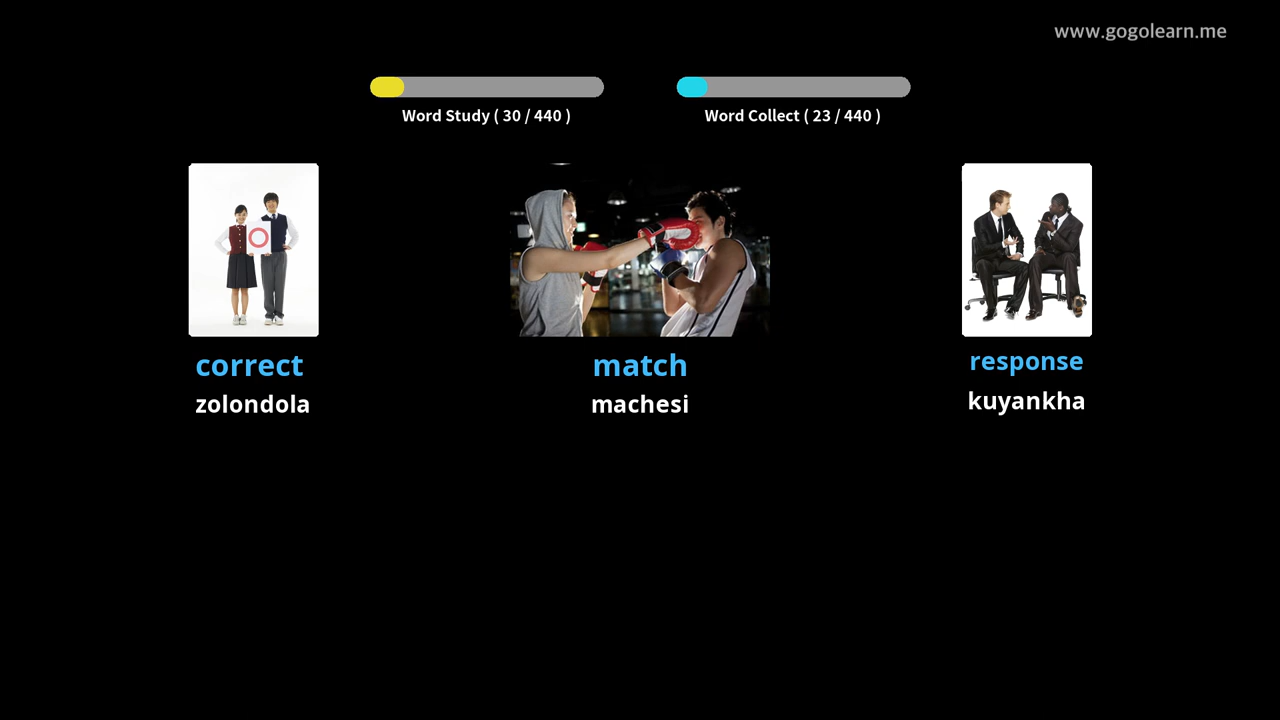 www.gogolearn.me
Word Study ( 30 / 440 )
Word Collect ( 23 / 440 )
correct
zolondola
match
machesi
response
kuyankha